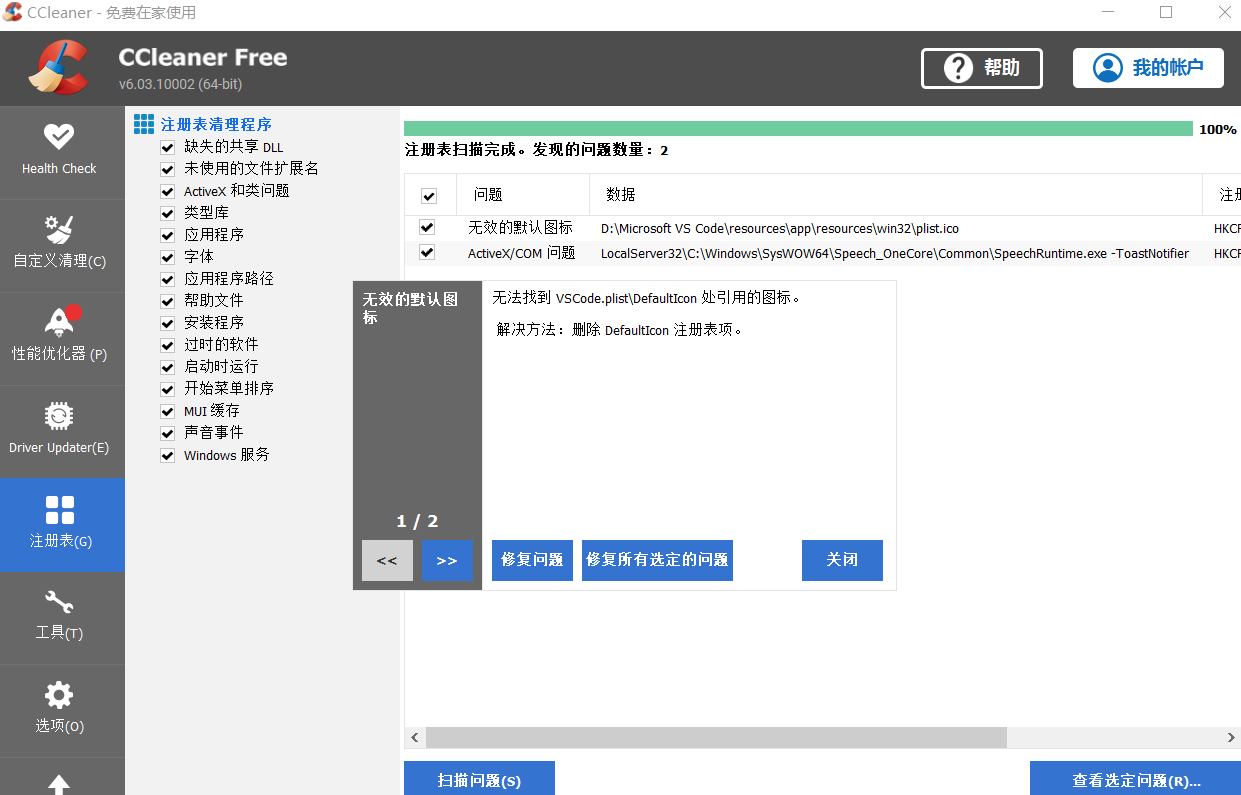 CCleaner - 免费在家使用
CCleaner Free
v6.03.10002 (64-bit)
帮助
我的帐户
Health Check
自定义清理(C)
性能优化器 (P)
Driver Updater(E)
注册表(G)
工具(T)
选项(O)
注册表清理程序
缺失的共享 DLL
未使用的文件扩展名
ActiveX 和类问题
类型库
应用程序
字体
应用程序路径
帮助文件
安装程序
过时的软件
启动时运行
开始菜单排序
MUI 缓存
声音事件
Windows 服务
100%
注册表扫描完成。发现的问题数量：2
问题 数据 注册
无效的默认图标 D:\Microsoft VS Code\resources\app\resources\win32\plist.ico HKCR
ActiveX/COM 问题 LocalServer32\C:\Windows\SysWOW64\Speech_OneCore\Common\SpeechRuntime.exe -ToastNotifier HKCR
无效的默认图
标
无法找到 VSCode.plist\DefaultIcon 处引用的图标。
解决方法：删除 DefaultIcon 注册表项。
1 / 2
<< >>
修复问题 修复所有选定的问题 关闭
扫描问题(S) 查看选定问题(R)...